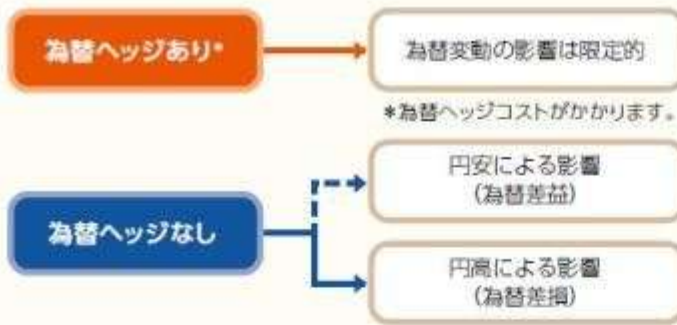 為替ヘッジあり*
為替変動の影響は限定的
*為替ヘッジコストがかかります。
為替ヘッジなし
円安による影響
(為替差益)
円高による影響
(為替差損)